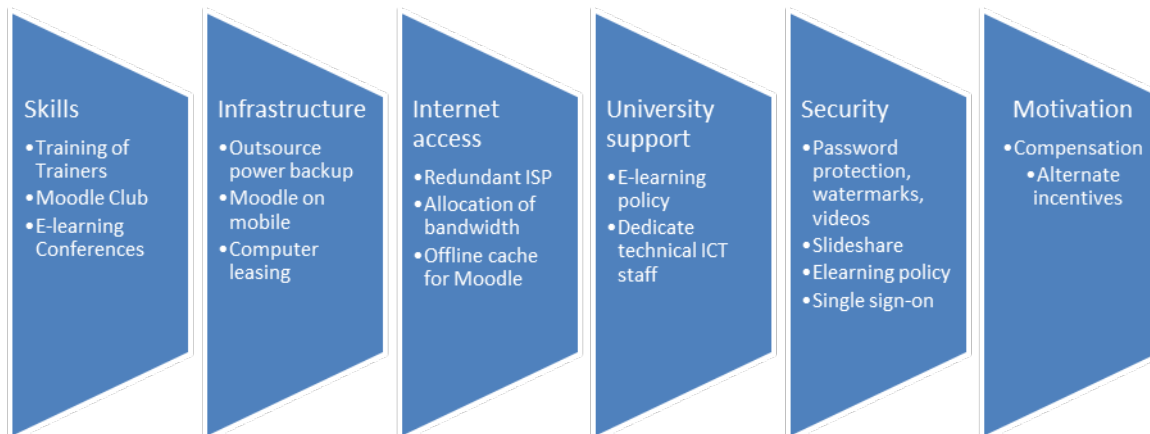 Skills
•Training of
Trainers
•Moodle Club
•E-learning
Conferences
Infrastructure
•Outsource
power backup
•Moodle on
mobile
•Computer
leasing
Internet
access
•Redundant ISP
•Allocation of
bandwidth
•Offline cache
for Moodle
University
support
•E-learning
policy
•Dedicate
technical ICT
staff
Security
•Password
protection,
watermarks,
videos
•Slideshare
•Elearning policy
•Single sign-on
Motivation
•Compensation
•Alternate
incentives